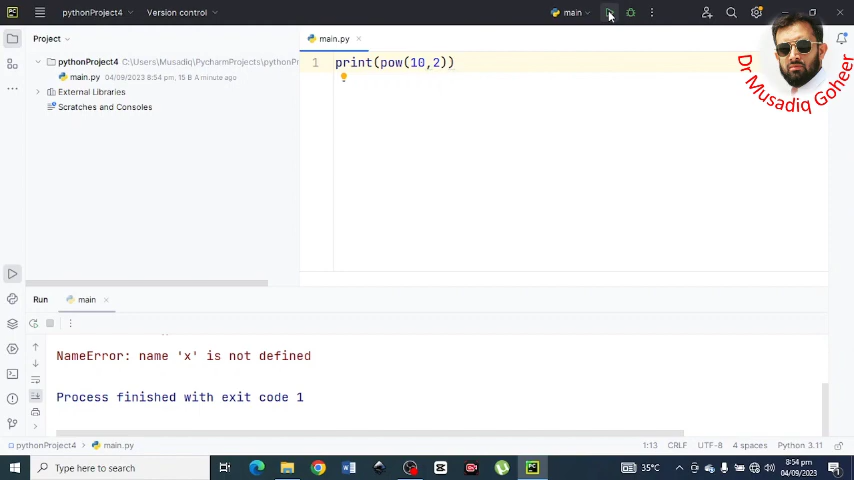 PC pythonProject4 Version control main
Project
main.py
pythonProject4 C:\Users\Musadiq\PycharmProjects\pythonPr
main.py 04/09/2023 8:54 pm, 15 B A minute ago
External Libraries
Scratches and Consoles
1 print(pow(10,2))
Dr Musadiq Goheer
Run main
NameError: name 'x' is not defined
Process finished with exit code 1
pythonProject4 > main.py 1:13 CRLF UTF-8 4 spaces Python 3.11
Type here to search 35°C 8:54 pm
04/09/2023